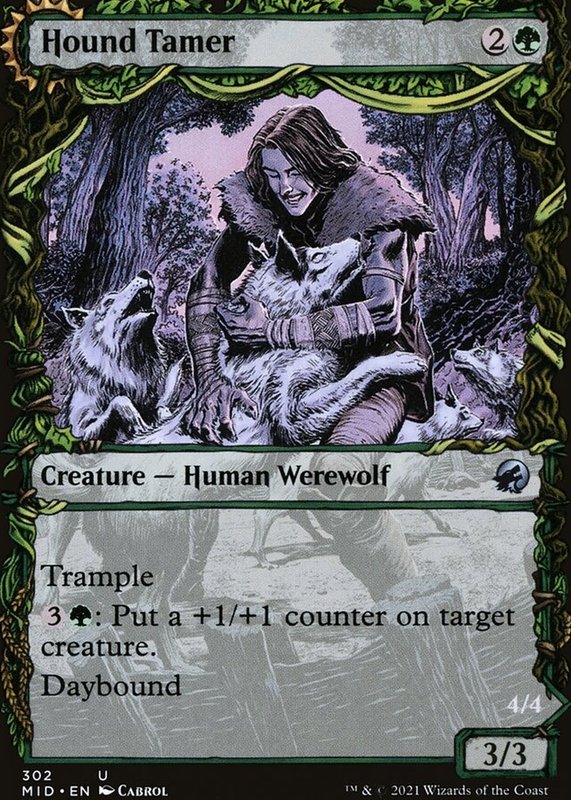 Hound Tamer 2
Creature — Human Werewolf
Trample
3 : Put a +1/+1 counter on target
creature.
Daybound
4/4
3/3
302 U
MID • EN CABROL
™ & © 2021 Wizards of the Coast